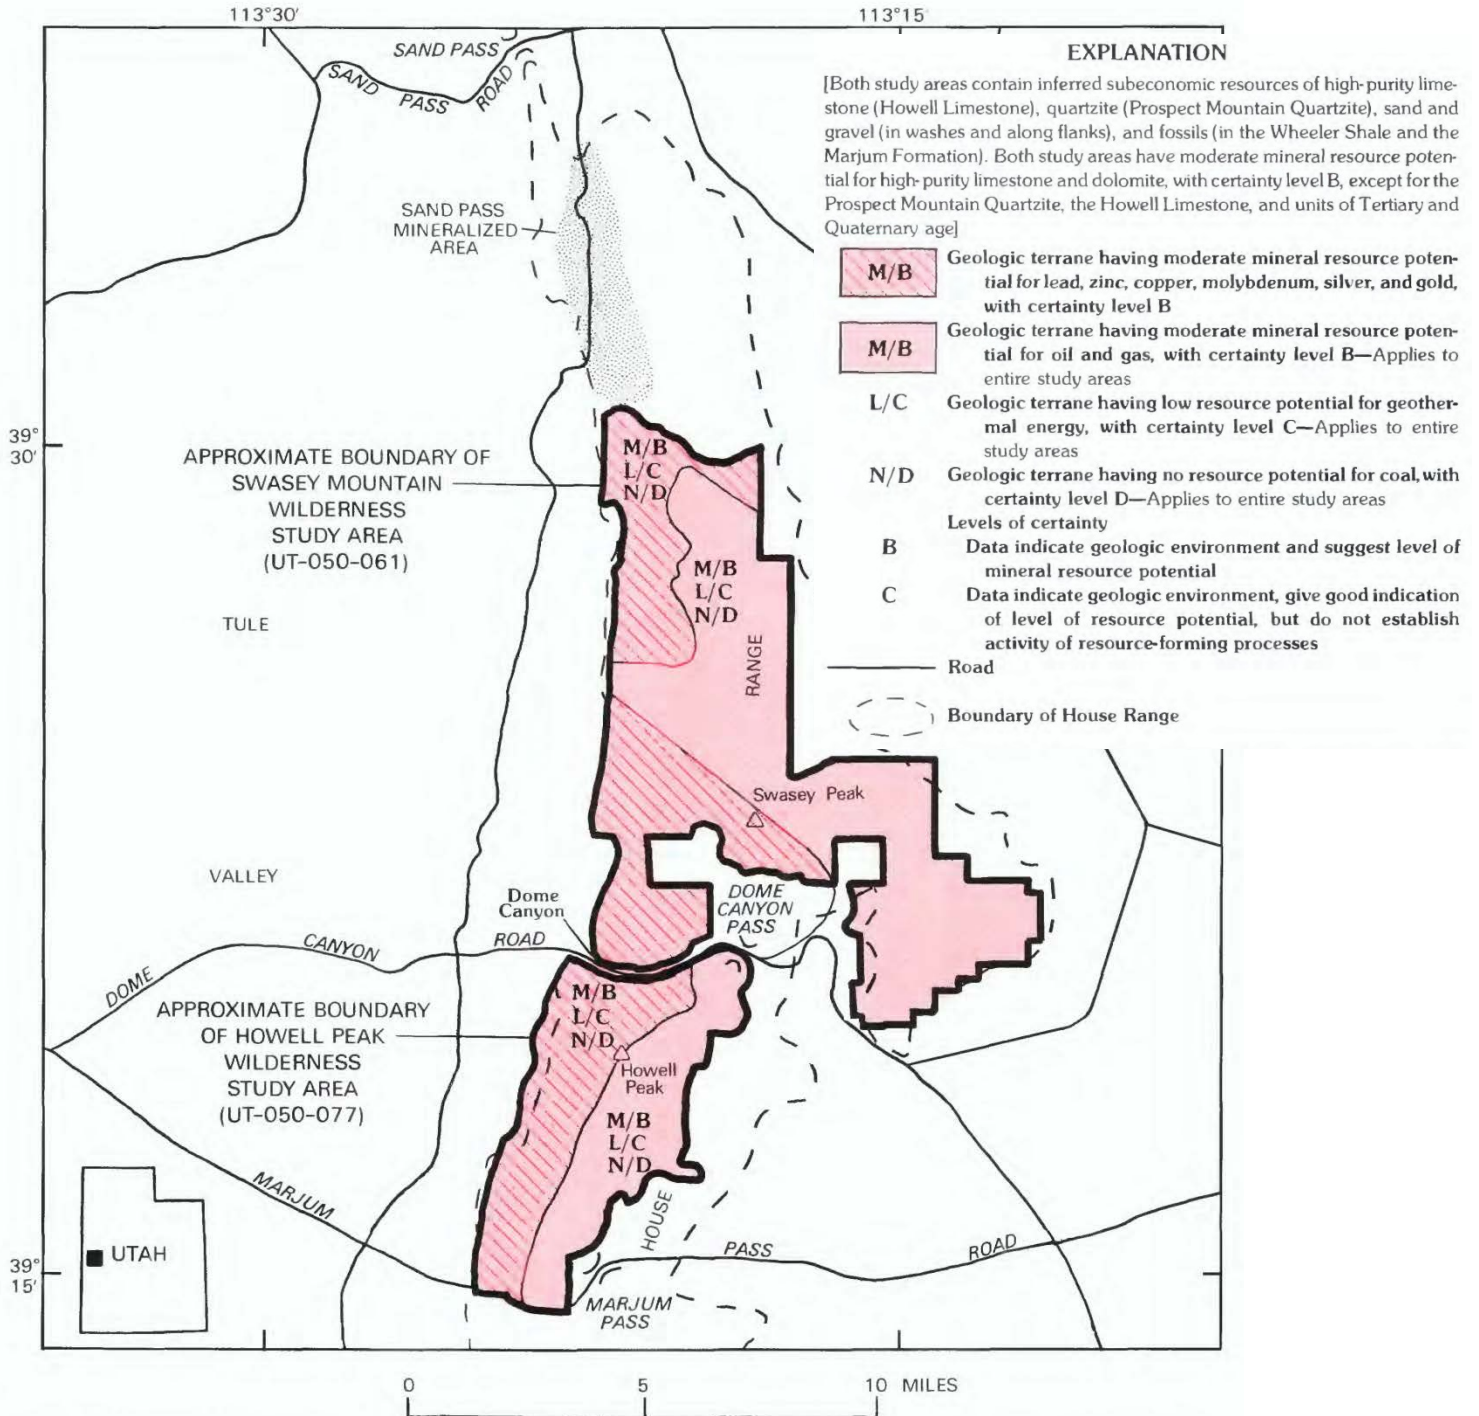 113°30'
113°15'
SAND PASS
SAND PASS ROAD
SAND PASS
MINERALIZED
AREA
EXPLANATION
[Both study areas contain inferred subeconomic resources of high-purity lime-
stone (Howell Limestone), quartzite (Prospect Mountain Quartzite), sand and
gravel (in washes and along flanks), and fossils (in the Wheeler Shale and the
Marjum Formation). Both study areas have moderate mineral resource poten-
tial for high-purity limestone and dolomite, with certainty level B, except for the
Prospect Mountain Quartzite, the Howell Limestone, and units of Tertiary and
Quaternary age]
M/B Geologic terrane having moderate mineral resource poten-
tial for lead, zinc, copper, molybdenum, silver, and gold,
with certainty level B
M/B Geologic terrane having moderate mineral resource poten-
tial for oil and gas, with certainty level B—Applies to
entire study areas
L/C Geologic terrane having low resource potential for geother-
mal energy, with certainty level C—Applies to entire
study areas
N/D Geologic terrane having no resource potential for coal, with
certainty level D—Applies to entire study areas
Levels of certainty
B Data indicate geologic environment and suggest level of
mineral resource potential
C Data indicate geologic environment, give good indication
of level of resource potential, but do not establish
activity of resource-forming processes
Road
Boundary of House Range
39°
30'
APPROXIMATE BOUNDARY OF
SWASEY MOUNTAIN
WILDERNESS
STUDY AREA
(UT-050-061)
M/B
L/C
N/D
M/B
L/C
N/D
TULE
RANGE
Swasey Peak
VALLEY
Dome
Canyon
DOME
CANYON
PASS
DOME CANYON ROAD
APPROXIMATE BOUNDARY
OF HOWELL PEAK
WILDERNESS
STUDY AREA
(UT-050-077)
M/B
L/C
N/D
Howell
Peak
M/B
L/C
N/D
HOUSE
MARJUM PASS ROAD
MARJUM
PASS
UTAH
39°
15'
0 5 10 MILES